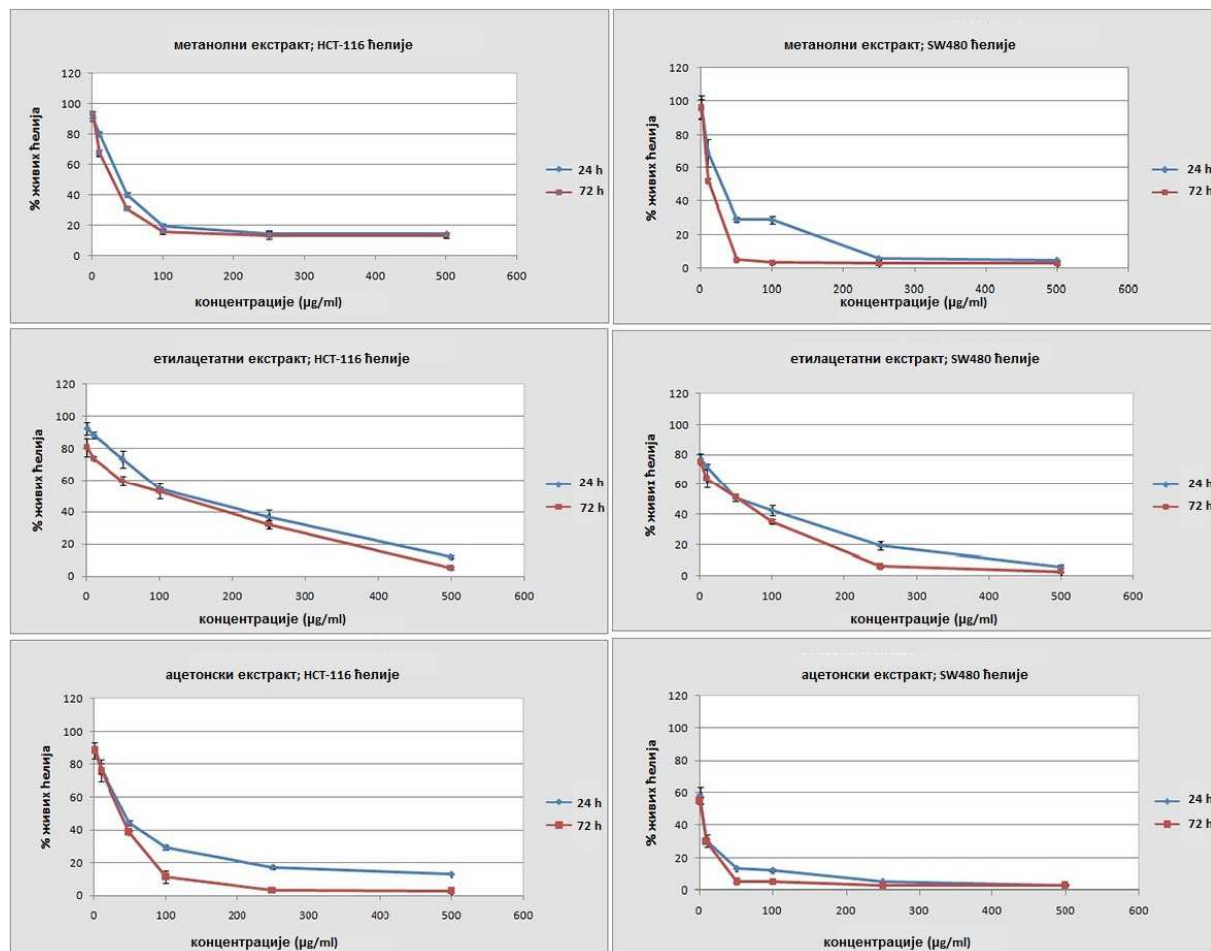 метанолни екстракт; HCT-116 ћелије
% живих ћелија
120
100
80
60
40
20
0
0 100 200 300 400 500 600
концентрације (µg/ml)
24 h
72 h
метанолни екстракт; SW480 ћелије
% живих ћелија
120
100
80
60
40
20
0
0 100 200 300 400 500 600
концентрације (µg/ml)
24 h
72 h
етилацетатни екстракт; HCT-116 ћелије
% живих ћелија
120
100
80
60
40
20
0
0 100 200 300 400 500 600
концентрације (µg/ml)
24 h
72 h
етилацетатни екстракт; SW480 ћелије
% живих ћелија
120
100
80
60
40
20
0
0 100 200 300 400 500 600
концентрације (µg/ml)
24 h
72 h
ацетонски екстракт; HCT-116 ћелије
% живих ћелија
120
100
80
60
40
20
0
0 100 200 300 400 500 600
концентрације (µg/ml)
24 h
72 h
ацетонски екстракт; SW480 ћелије
% живих ћелија
120
100
80
60
40
20
0
0 100 200 300 400 500 600
концентрације (µg/ml)
24 h
72 h